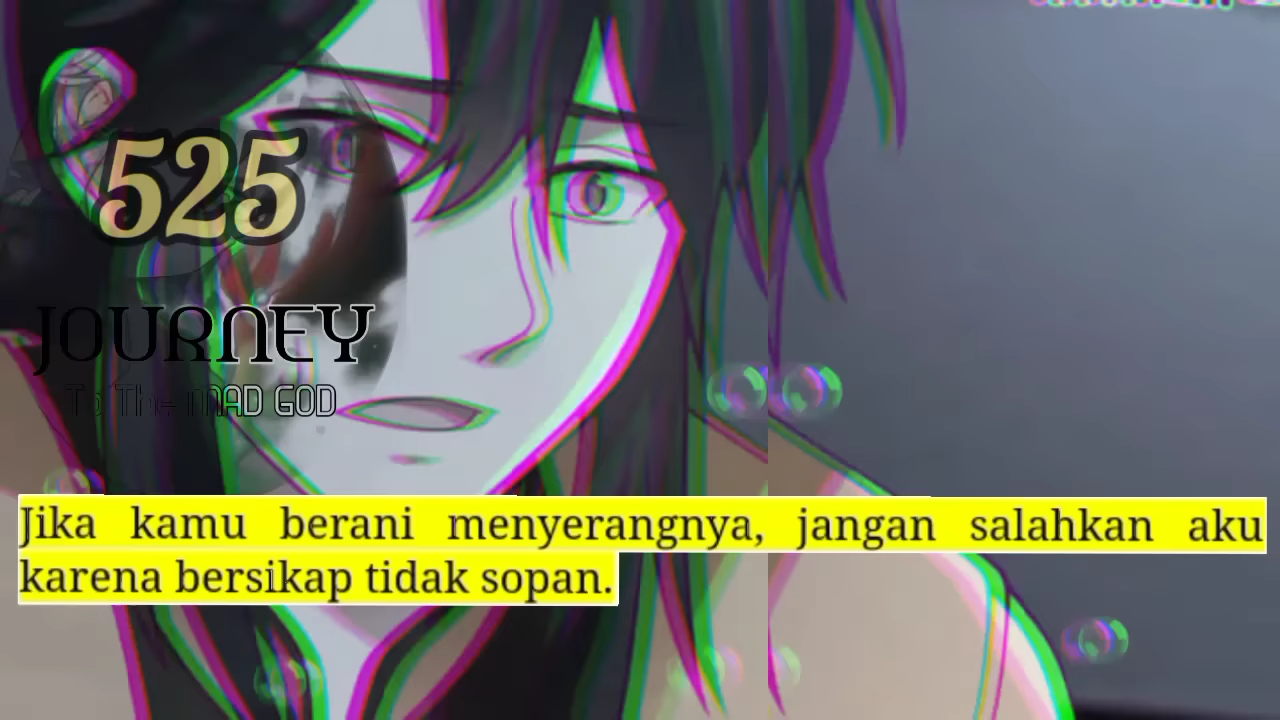 525
JOURNEY
To The MAD GOD
Jika kamu berani menyerangnya, jangan salahkan aku
karena bersikap tidak sopan.